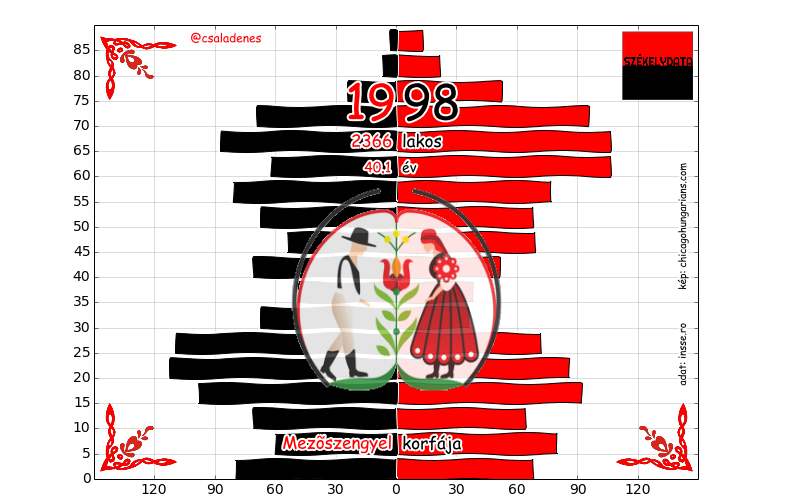 @csaladenes
SZÉKELYDATA
1998
2366 lakos
40.1 év
kép: chicagohungarians.com
adat: insse.ro
Mezõszengyel korfája
85
80
75
70
65
60
55
50
45
40
35
30
25
20
15
10
5
0
120 90 60 30 0 30 60 90 120